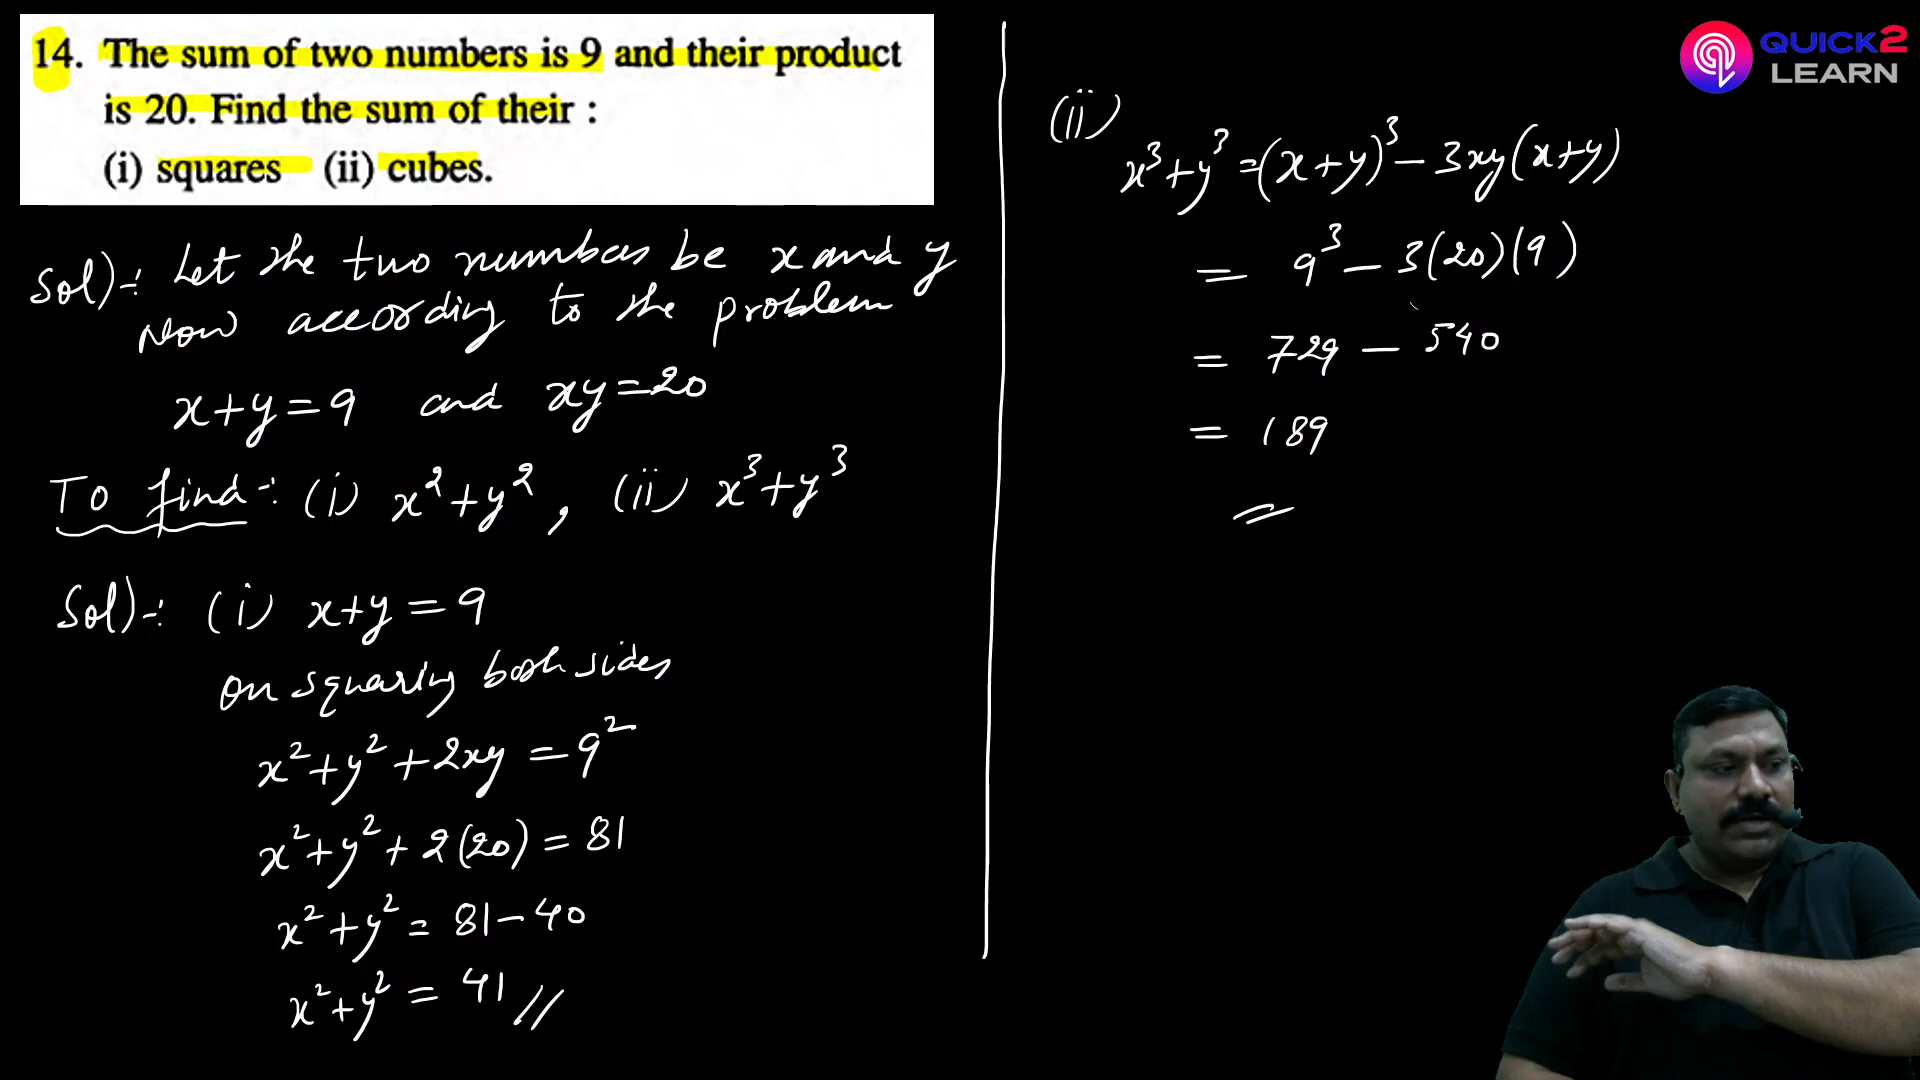 14. The sum of two numbers is 9 and their product
is 20. Find the sum of their :
(i) squares (ii) cubes.
Sol):- Let the two numbers be x and y
Now according to the problem
x+y=9 and xy=20
To find:- (i) x²+y², (ii) x³+y³
Sol):- (i) x+y=9
on squaring both sides
x²+y²+2xy=9²
x²+y²+2(20)=81
x²+y²=81-40
x²+y²=41//
QUICK2
LEARN
(ii)
x³+y³=(x+y)³-3xy(x+y)
= 9³-3(20)(9)
= 729-540
= 189